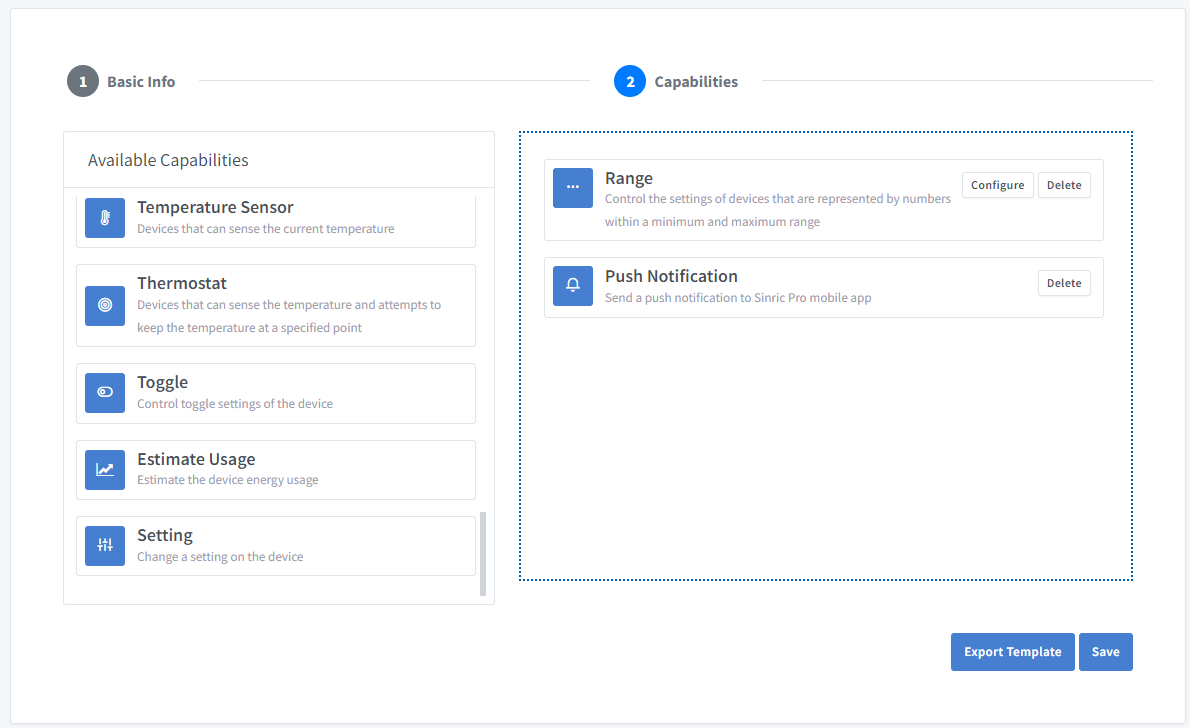 1 Basic Info
2 Capabilities
Available Capabilities
Temperature Sensor
Devices that can sense the current temperature
Thermostat
Devices that can sense the temperature and attempts to
keep the temperature at a specified point
Toggle
Control toggle settings of the device
Estimate Usage
Estimate the device energy usage
Setting
Change a setting on the device
Range
Control the settings of devices that are represented by numbers
within a minimum and maximum range
Configure
Delete
Push Notification
Send a push notification to Sinric Pro mobile app
Delete
Export Template
Save